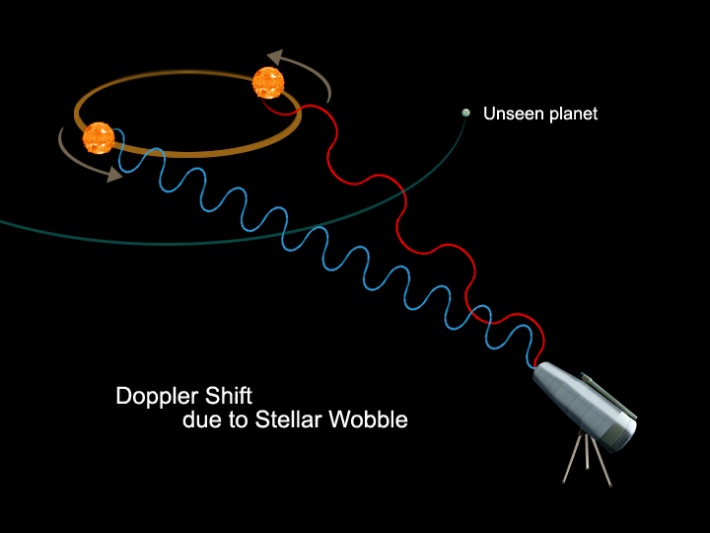 Unseen planet
Doppler Shift
due to Stellar Wobble